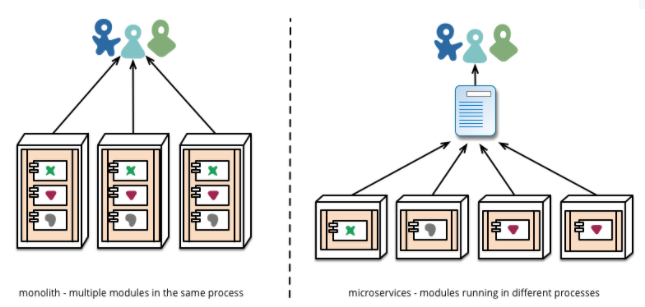 monolith - multiple modules in the same process
microservices - modules running in different processes